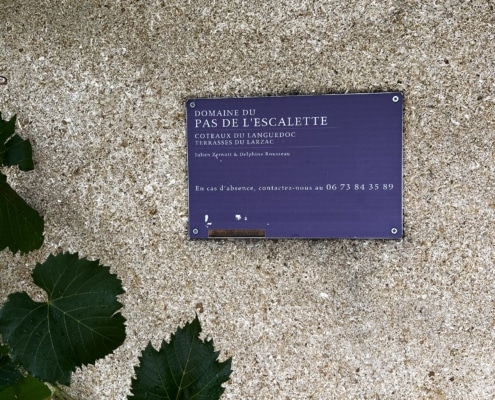 DOMAINE DU
PAS DE L'ESCALETTE
COTEAUX DU LANGUEDOC
TERRASSES DU LARZAC
Julien Zernott & Delphine Rousseau
En cas d'absence, contactez-nous au 06 73 84 35 89